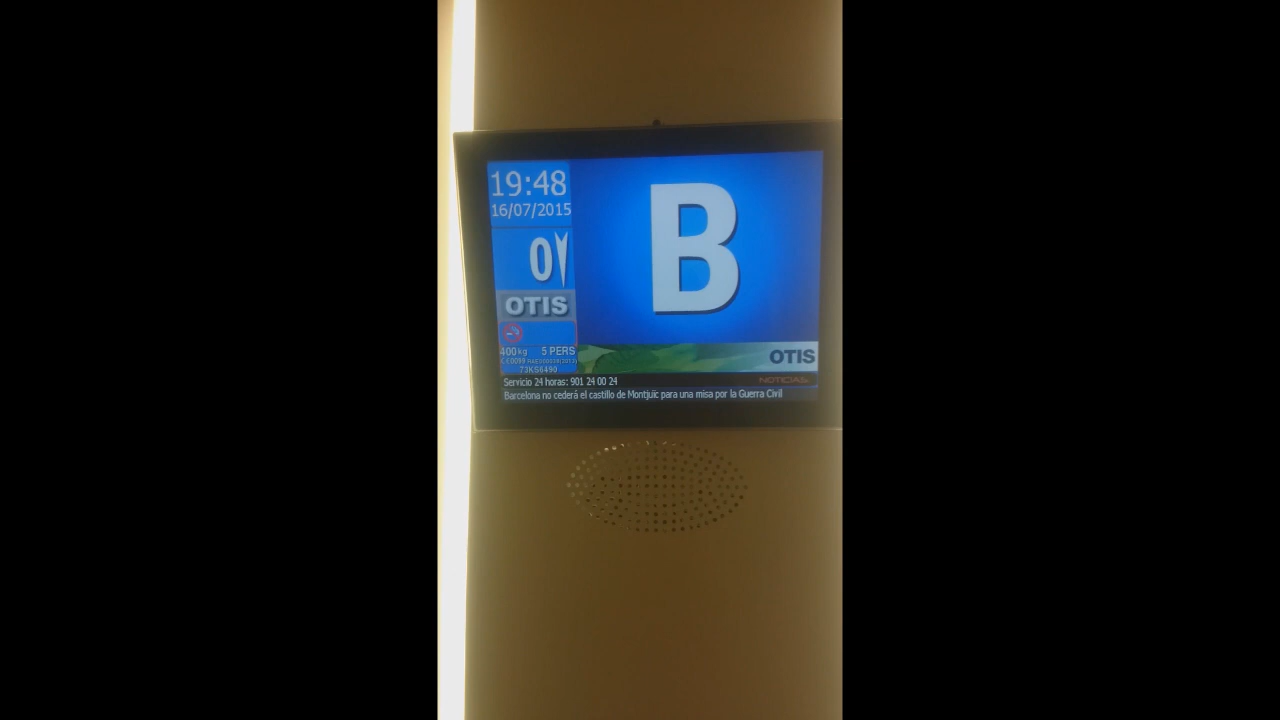 19:48
16/07/2015
0
OTIS
400kg 5 PERS
73KS6490
B
OTIS
Servicio 24 horas: 901 24 00 24
NOTICIAS
Barcelona no cederá el castillo de Montjuïc para una misa por la Guerra Civil